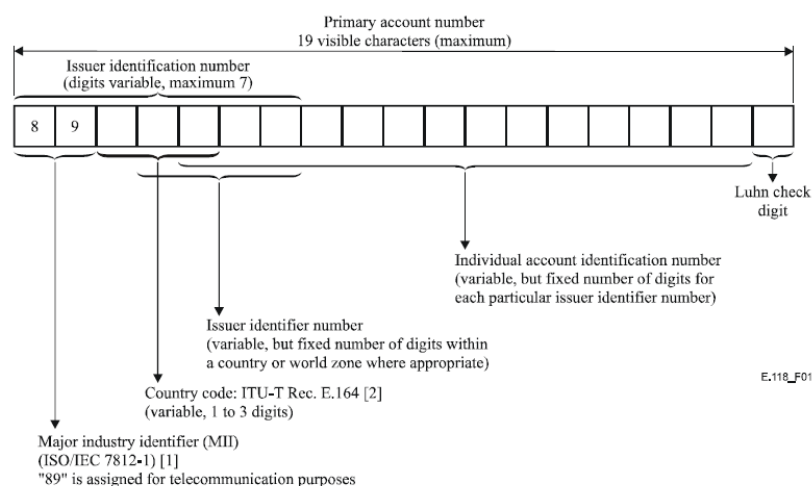 Primary account number
19 visible characters (maximum)
Issuer identification number
(digits variable, maximum 7)
8 9
Luhn check
digit
Individual account identification number
(variable, but fixed number of digits for
each particular issuer identifier number)
Issuer identifier number
(variable, but fixed number of digits within
a country or world zone where appropriate)
E.118_F01
Country code: ITU-T Rec. E.164 [2]
(variable, 1 to 3 digits)
Major industry identifier (MII)
(ISO/IEC 7812-1) [1]
"89" is assigned for telecommunication purposes